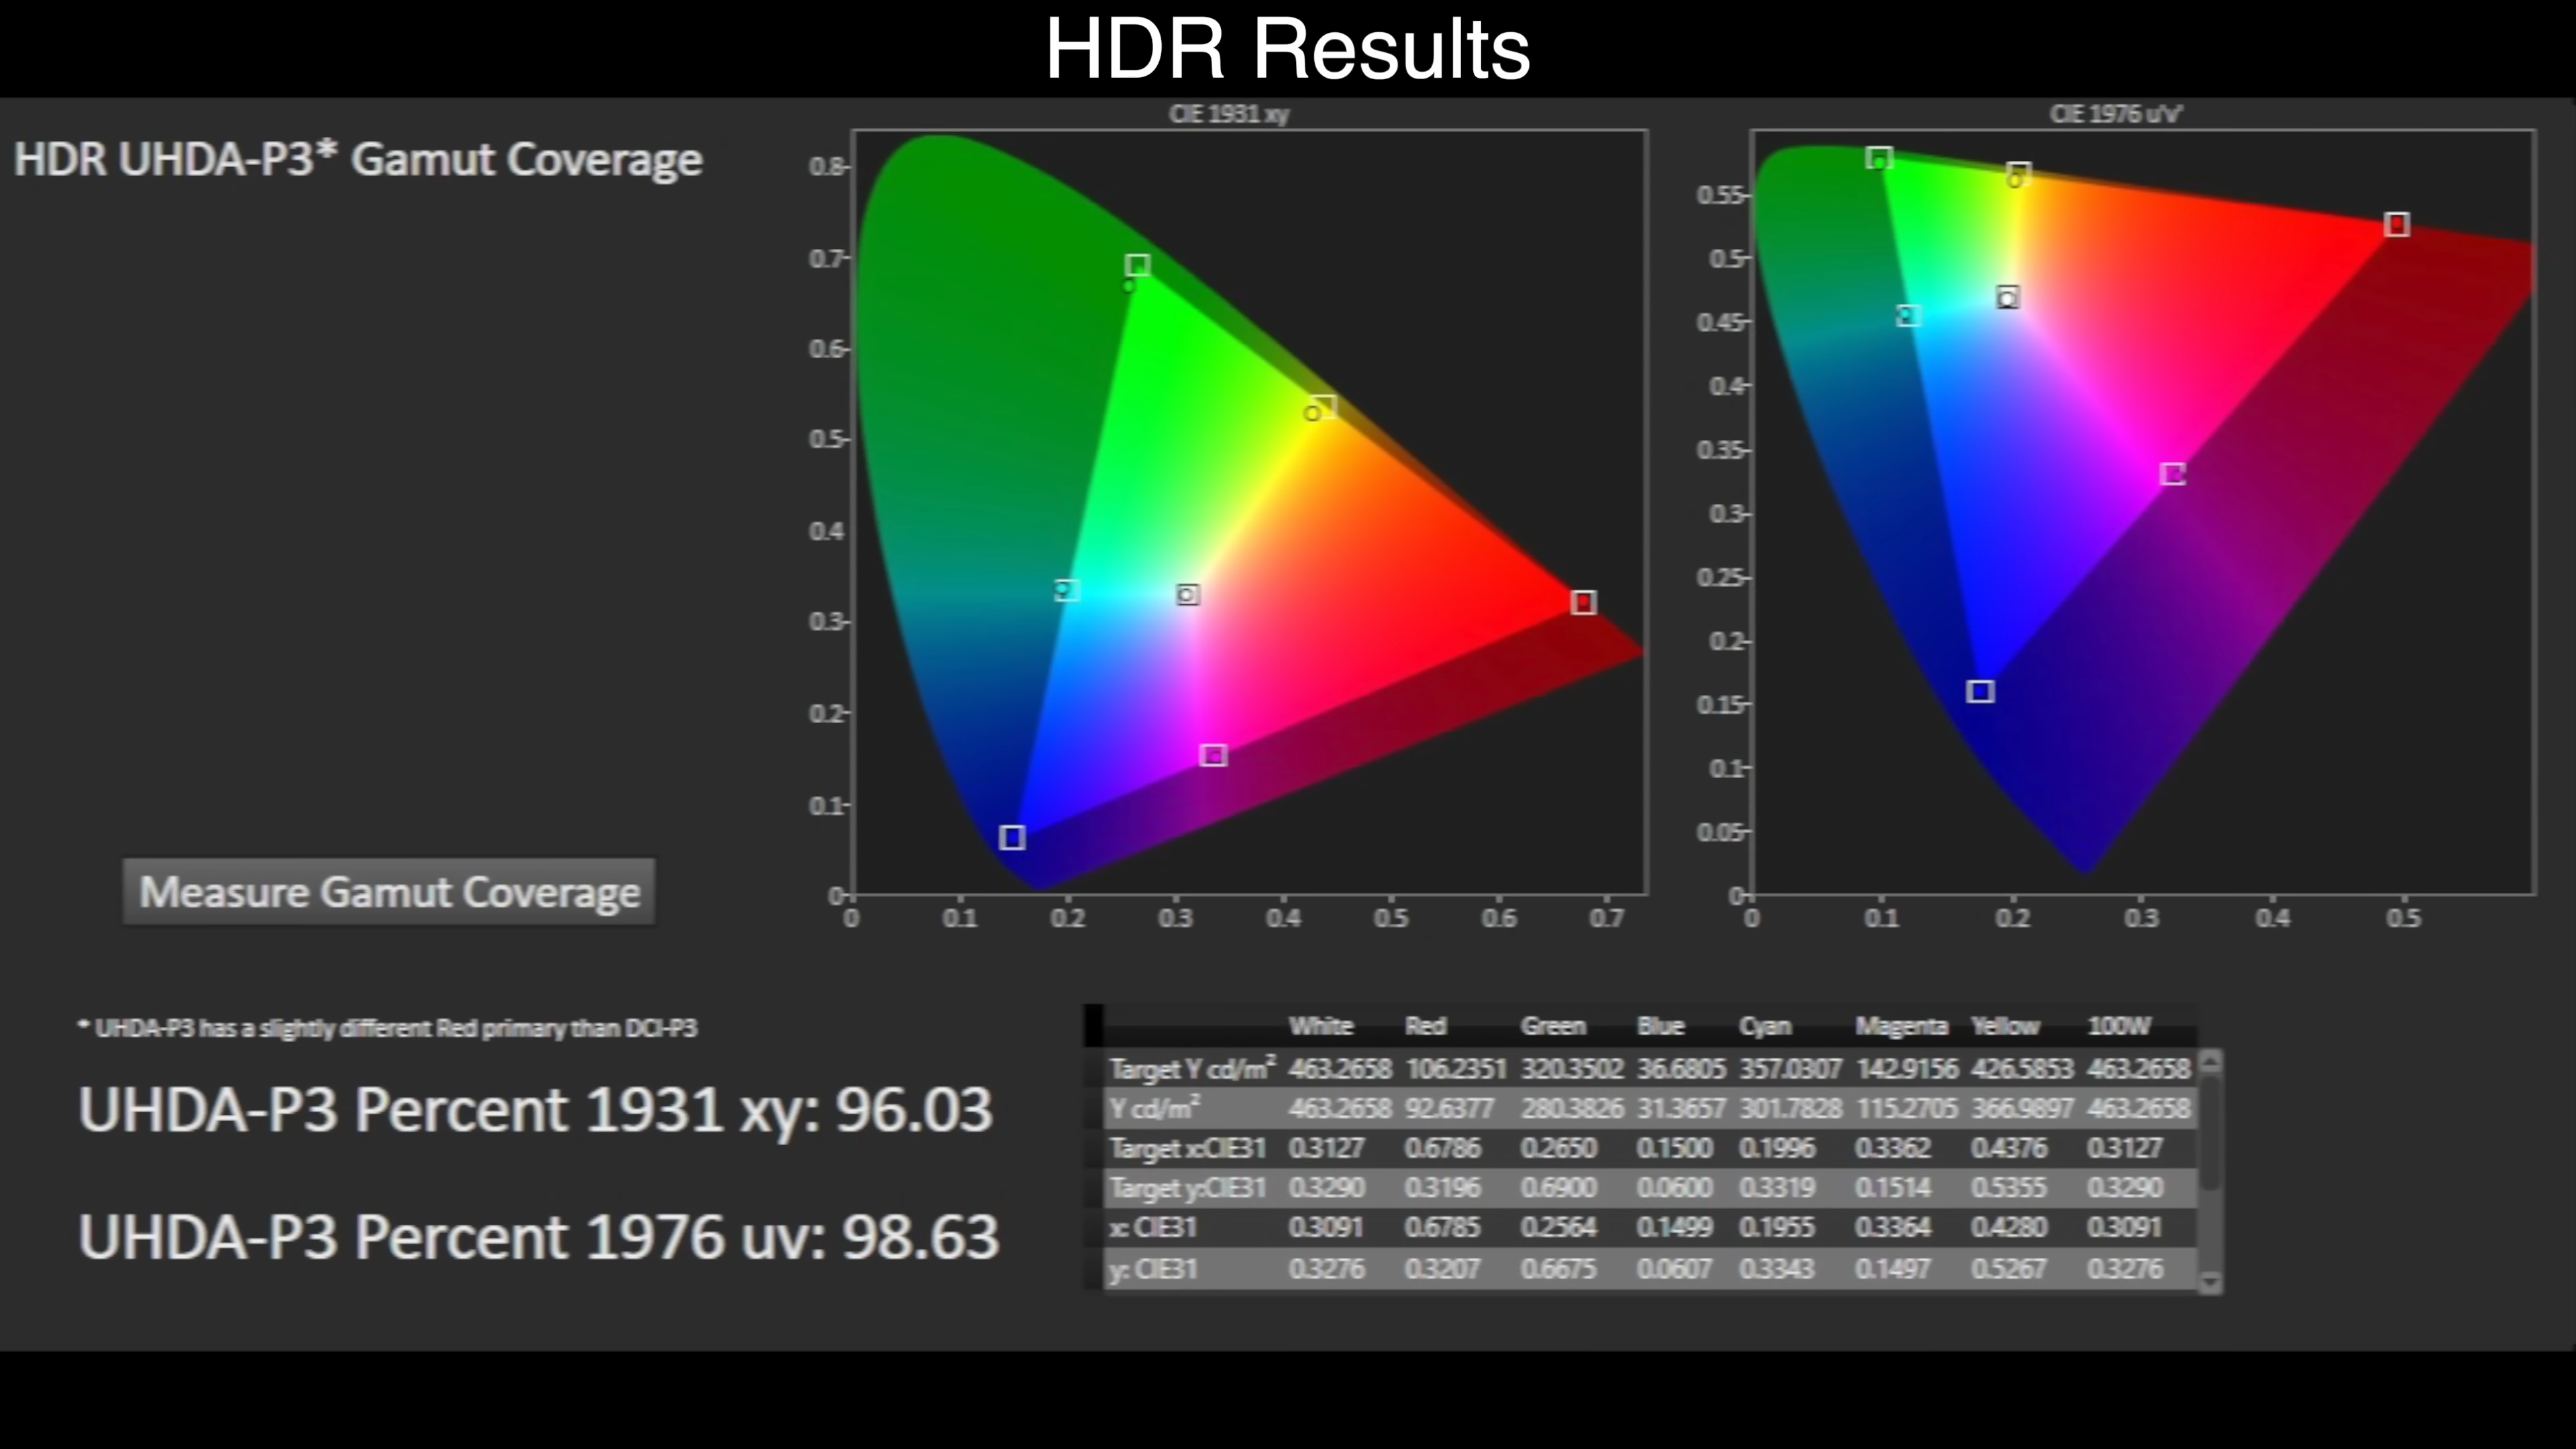 HDR Results
HDR UHDA-P3* Gamut Coverage
CIE 1931 xy
0.8
0.7
0.6
0.5
0.4
0.3
0.2
0.1
0
0 0.1 0.2 0.3 0.4 0.5 0.6 0.7
CIE 1976 u'v'
0.55
0.5
0.45
0.4
0.35
0.3
0.25
0.2
0.15
0.1
0.05
0
0 0.1 0.2 0.3 0.4 0.5
Measure Gamut Coverage
* UHDA-P3 has a slightly different Red primary than DCI-P3
UHDA-P3 Percent 1931 xy: 96.03
UHDA-P3 Percent 1976 uv: 98.63
White Red Green Blue Cyan Magenta Yellow 100W
Target Y cd/m² 463.2658 106.2351 320.3502 36.6805 357.0307 142.9156 426.5853 463.2658
Y cd/m² 463.2658 92.6377 280.3826 31.3657 301.7828 115.2705 366.9897 463.2658
Target x:CIE31 0.3127 0.6786 0.2650 0.1500 0.1996 0.3362 0.4376 0.3127
Target y:CIE31 0.3290 0.3196 0.6900 0.0600 0.3319 0.1514 0.5355 0.3290
x: CIE31 0.3091 0.6785 0.2564 0.1499 0.1955 0.3364 0.4280 0.3091
y: CIE31 0.3276 0.3207 0.6675 0.0607 0.3343 0.1497 0.5267 0.3276